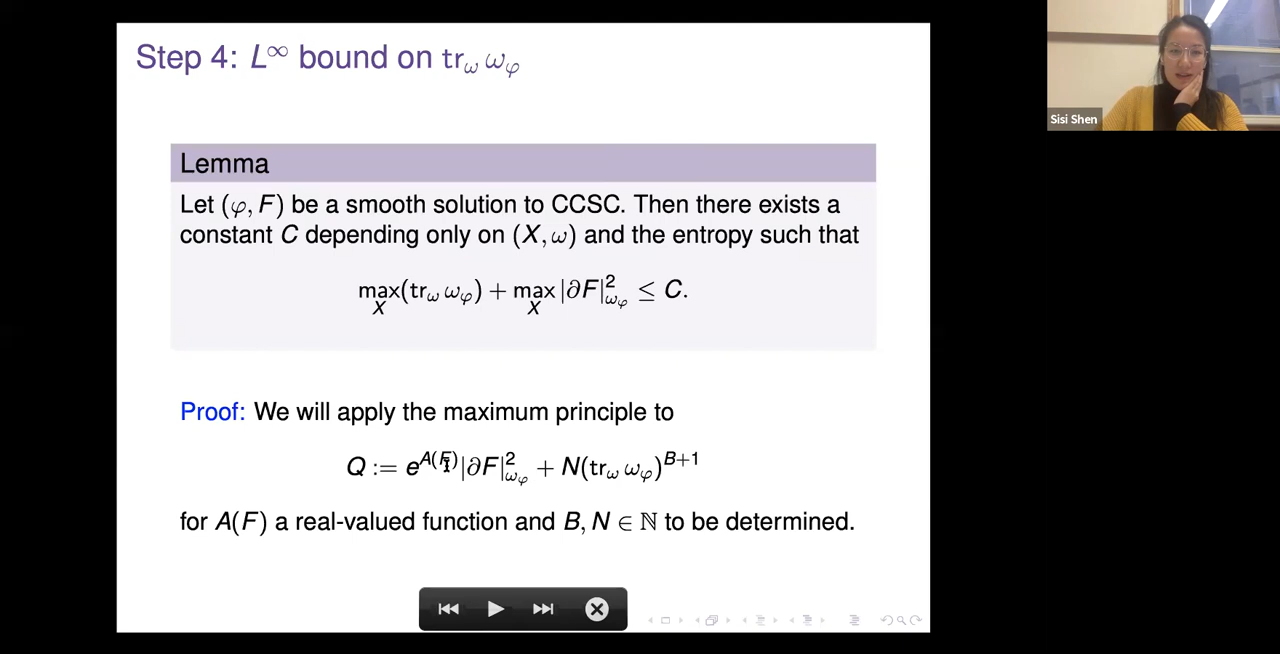 Step 4: L^∞ bound on tr_ω ω_φ
Sisi Shen
Lemma
Let (φ, F) be a smooth solution to CCSC. Then there exists a
constant C depending only on (X, ω) and the entropy such that
max_X(tr_ω ω_φ) + max_X |∂F|²_{ω_φ} ≤ C.
Proof: We will apply the maximum principle to
Q := e^{A(F)}|∂F|²_{ω_φ} + N(tr_ω ω_φ)^{B+1}
for A(F) a real-valued function and B, N ∈ ℕ to be determined.